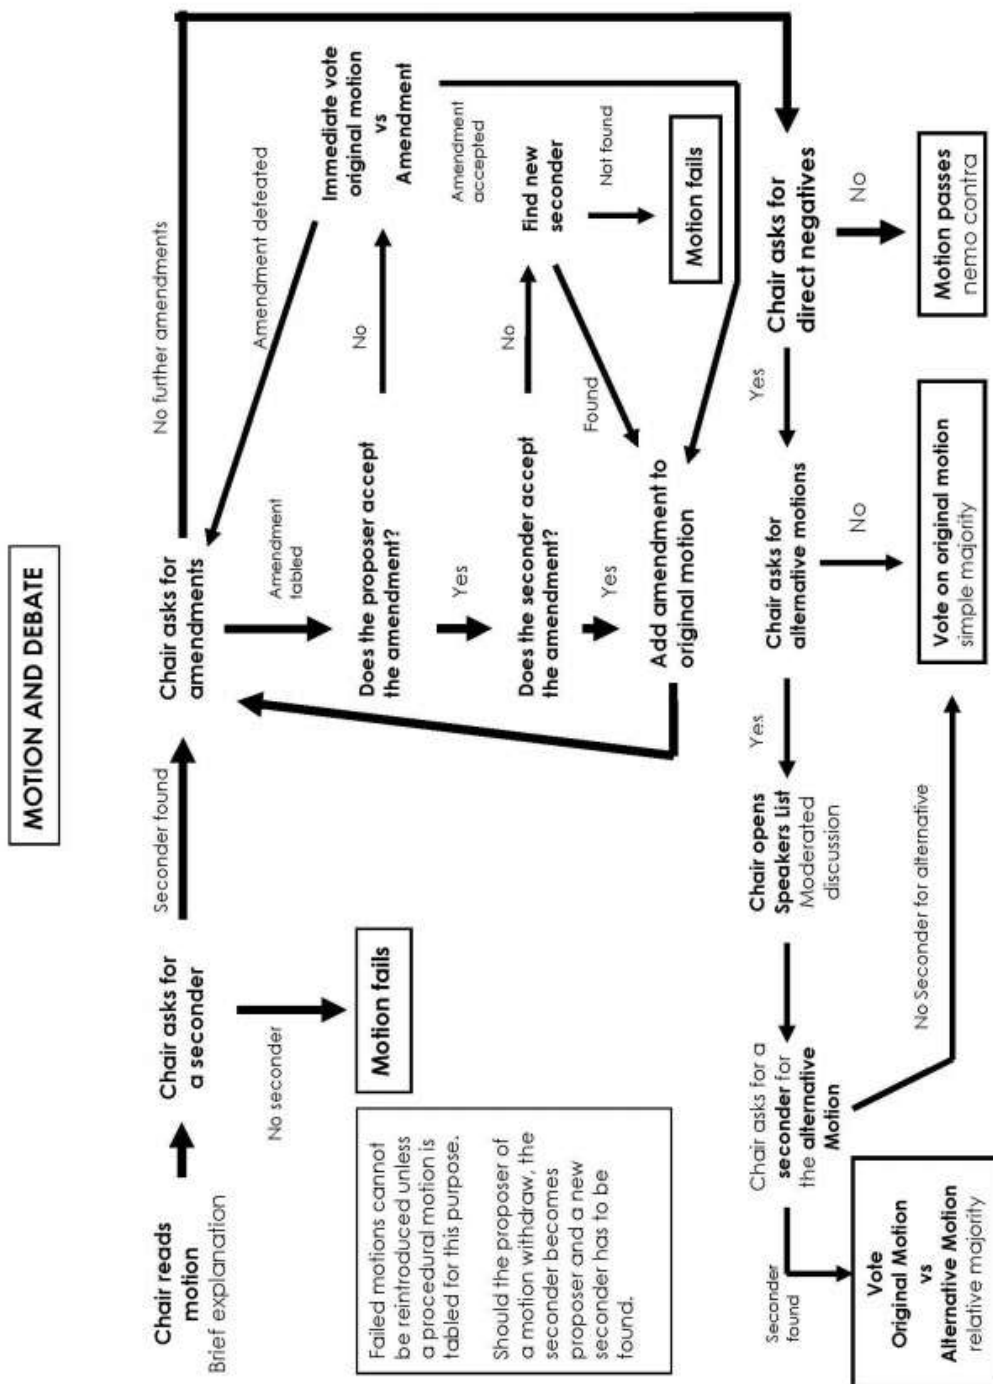 MOTION AND DEBATE
Chair reads
motion
Brief explanation
Chair asks for
a seconder
Seconder found
No seconder
Motion fails
Chair asks for
amendments
No further amendments
Amendment
tabled
Amendment defeated
Does the proposer accept
the amendment?
No
Immediate vote
original motion
vs
Amendment
Yes
Amendment
accepted
Does the seconder accept
the amendment?
No
Find new
seconder
Not found
Motion fails
Yes
Found
Add amendment to
original motion
Failed motions cannot
be reintroduced unless
a procedural motion is
tabled for this purpose.
Should the proposer of
a motion withdraw, the
seconder becomes
proposer and a new
seconder has to be
found.
Chair asks for
direct negatives
No
Motion passes
nemo contra
Yes
Chair asks for
alternative motions
No
Vote on original motion
simple majority
Yes
Chair opens
Speakers List
Moderated
discussion
Chair asks for a
seconder for
the alternative
Motion
No Seconder for alternative
Seconder
found
Vote
Original Motion
vs
Alternative Motion
relative majority